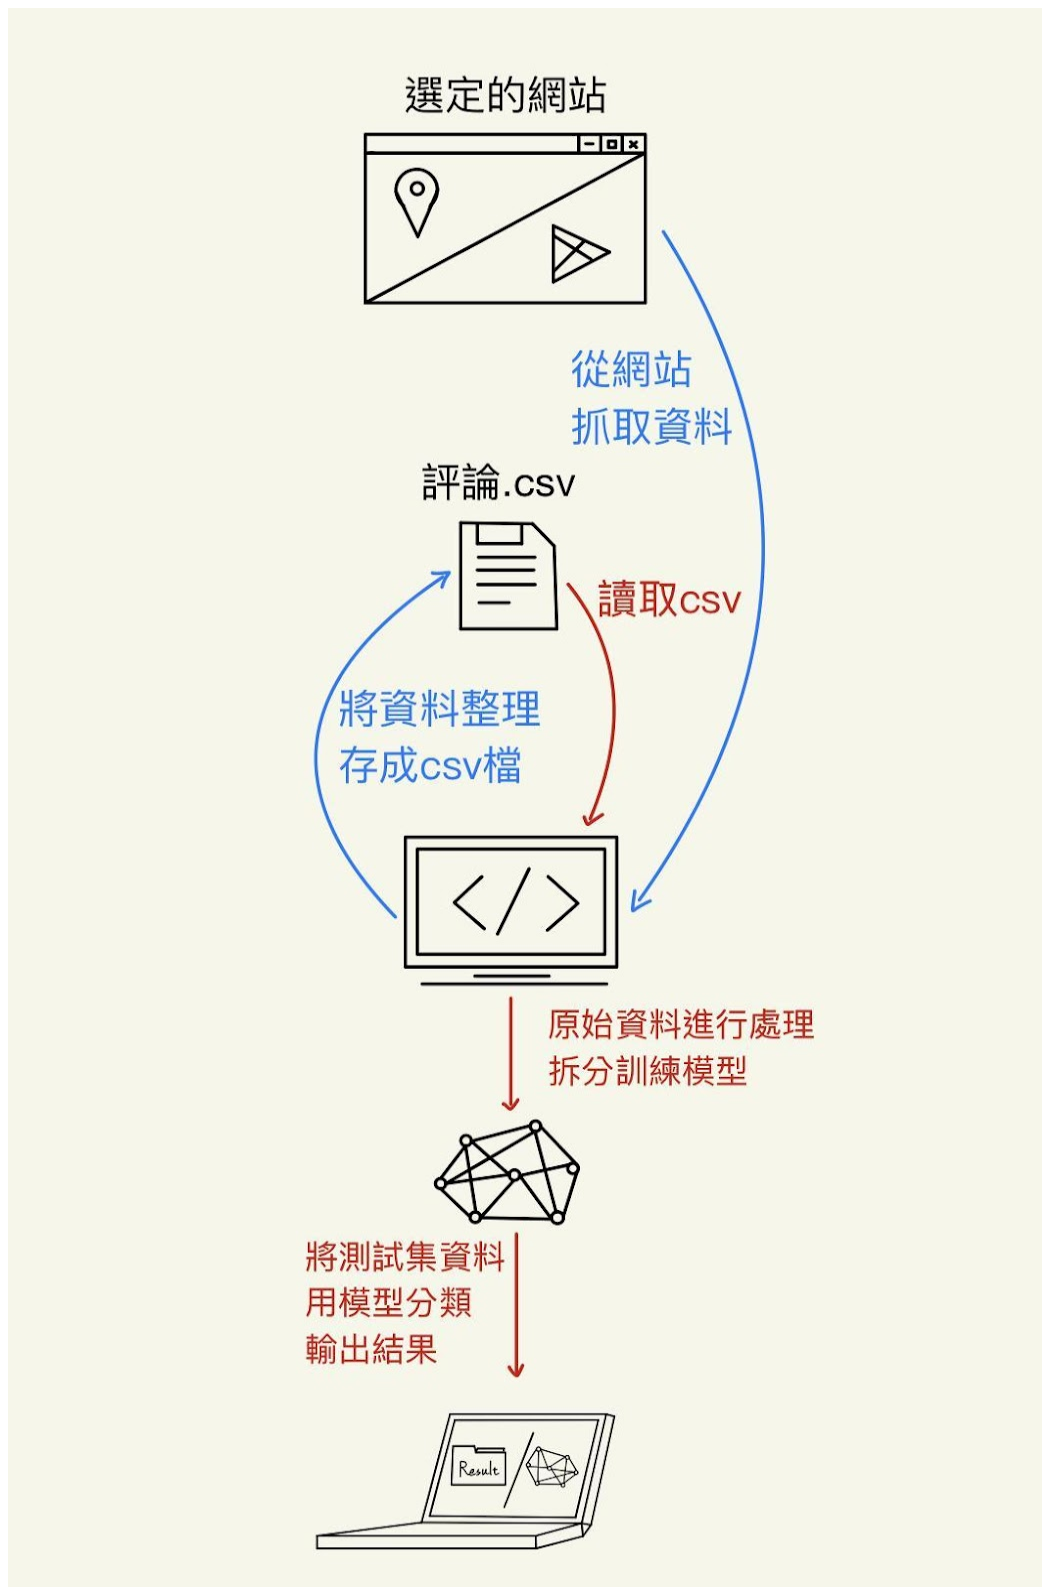 選定的網站
從網站
抓取資料
評論.csv
讀取csv
將資料整理
存成csv檔
</>
原始資料進行處理
拆分訓練模型
將測試集資料
用模型分類
輸出結果
Result